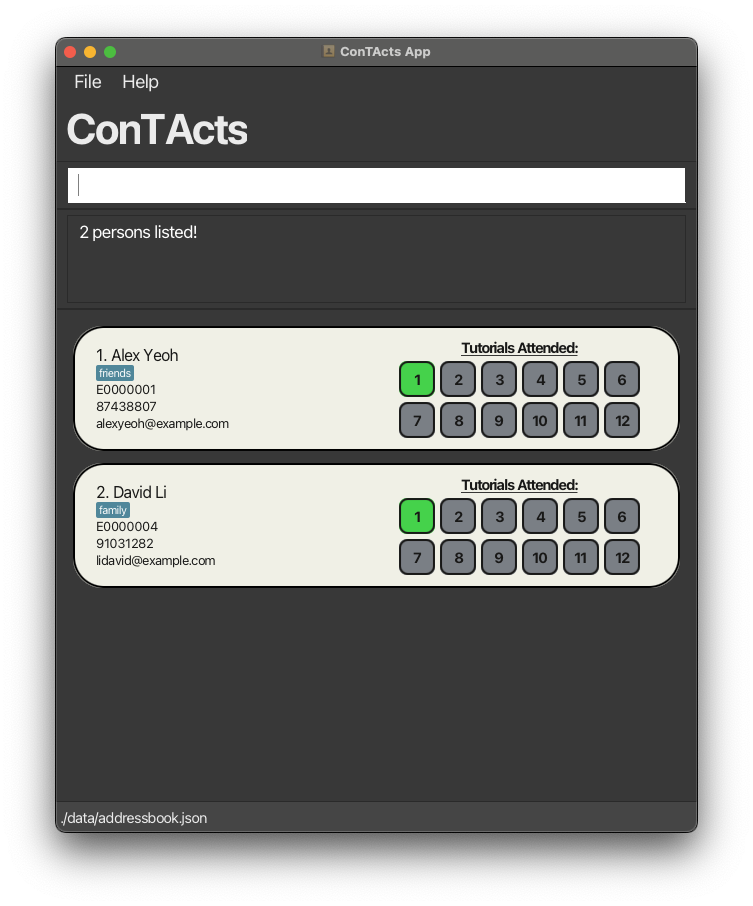 ConTActs App
File Help
ConTActs
2 persons listed!
1. Alex Yeoh
friends
E0000001
87438807
alexyeoh@example.com
Tutorials Attended:
1 2 3 4 5 6
7 8 9 10 11 12
2. David Li
family
E0000004
91031282
lidavid@example.com
Tutorials Attended:
1 2 3 4 5 6
7 8 9 10 11 12
./data/addressbook.json